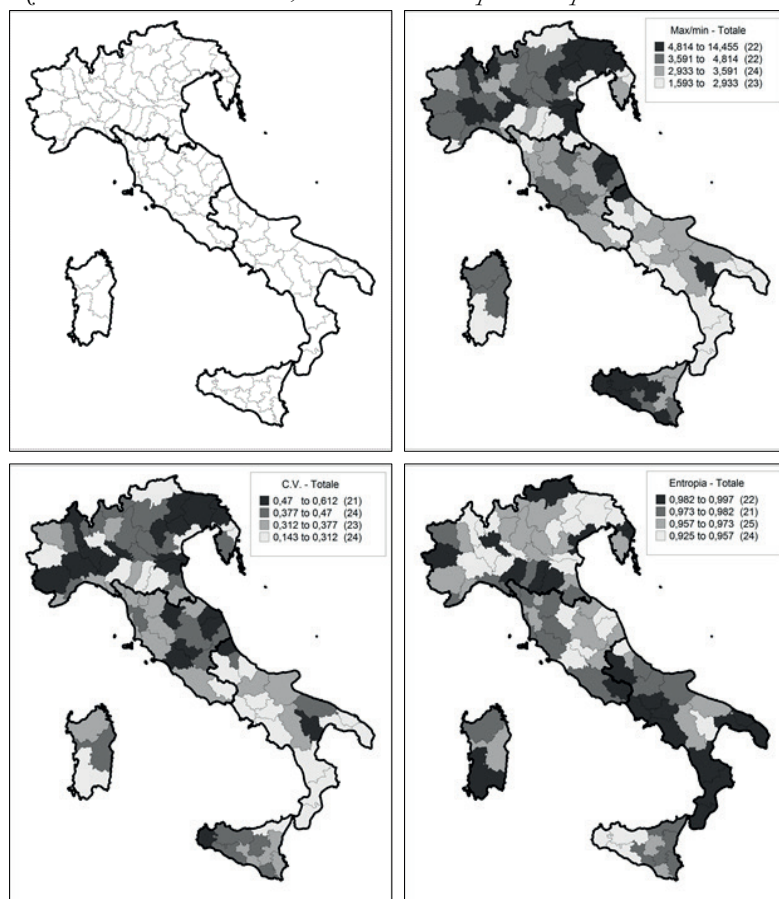 Max/min - Totale
4,814 to 14,455 (22)
3,591 to 4,814 (22)
2,933 to 3,591 (24)
1,593 to 2,933 (23)
C.V. - Totale
0,47 to 0,612 (21)
0,377 to 0,47 (24)
0,312 to 0,377 (23)
0,143 to 0,312 (24)
Entropia - Totale
0,982 to 0,997 (22)
0,973 to 0,982 (21)
0,957 to 0,973 (25)
0,925 to 0,957 (24)